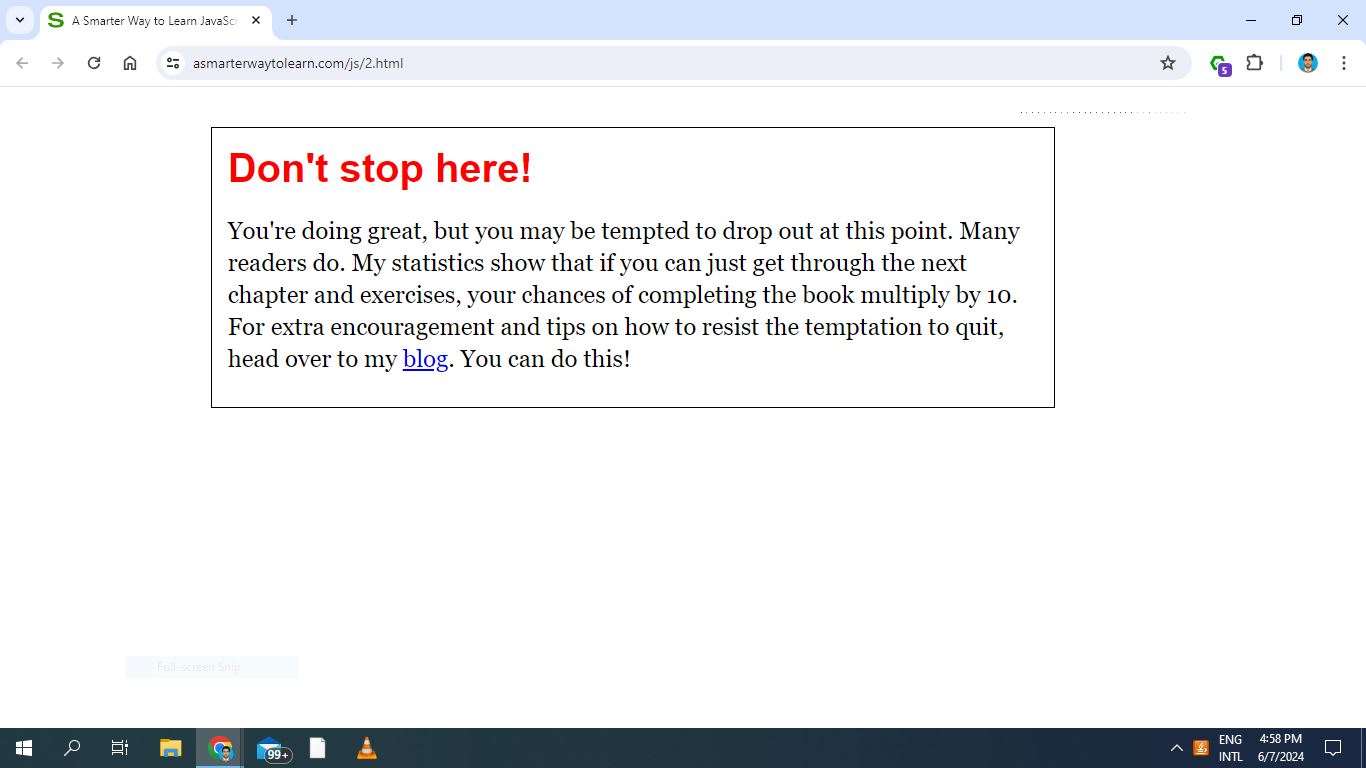 A Smarter Way to Learn JavaScr
asmarterwaytolearn.com/js/2.html
5
Don't stop here!
You're doing great, but you may be tempted to drop out at this point. Many
readers do. My statistics show that if you can just get through the next
chapter and exercises, your chances of completing the book multiply by 10.
For extra encouragement and tips on how to resist the temptation to quit,
head over to my blog. You can do this!
Full-screen Snip
99+
ENG
INTL
4:58 PM
6/7/2024